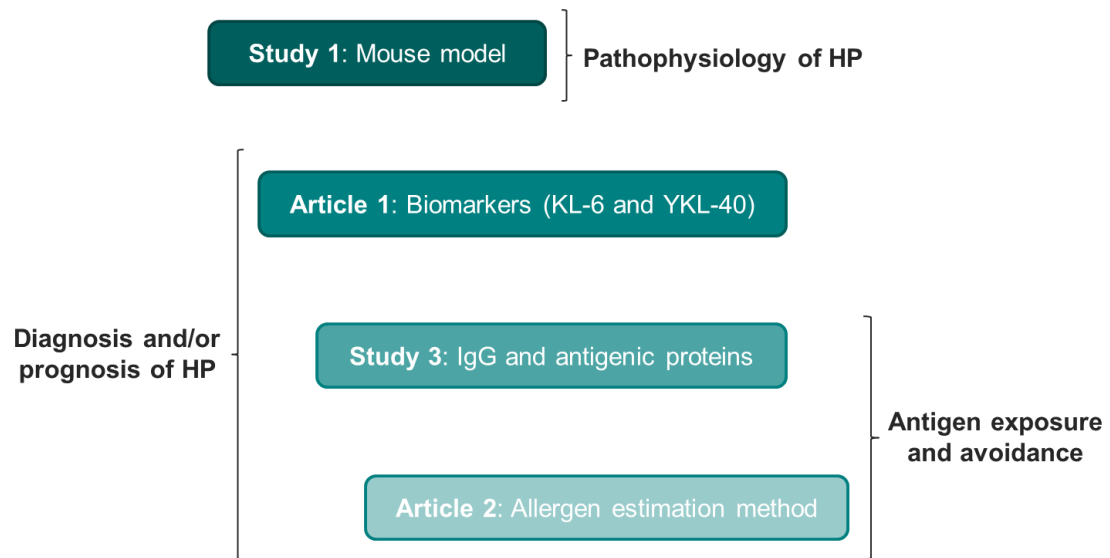 Study 1: Mouse model
Pathophysiology of HP
Article 1: Biomarkers (KL-6 and YKL-40)
Diagnosis and/or
prognosis of HP
Study 3: IgG and antigenic proteins
Antigen exposure
and avoidance
Article 2: Allergen estimation method